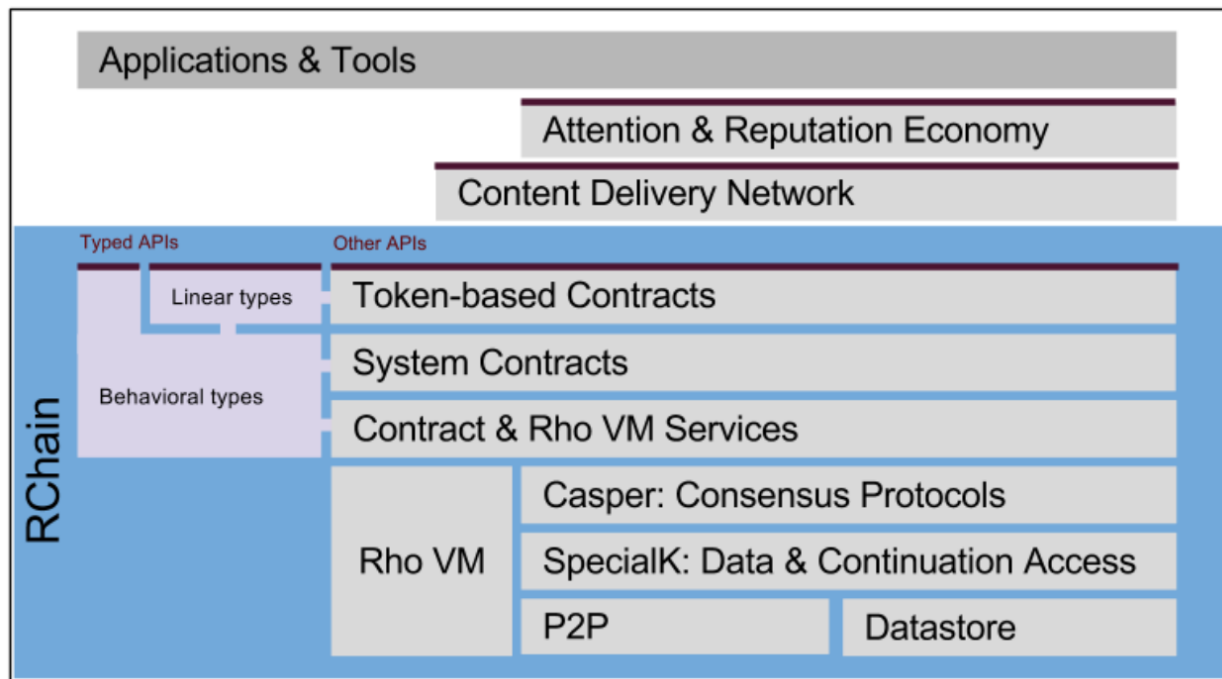 Applications & Tools
Attention & Reputation Economy
Content Delivery Network
Typed APIs
Other APIs
Linear types
Token-based Contracts
System Contracts
Behavioral types
Contract & Rho VM Services
RChain
Rho VM
Casper: Consensus Protocols
SpecialK: Data & Continuation Access
P2P
Datastore